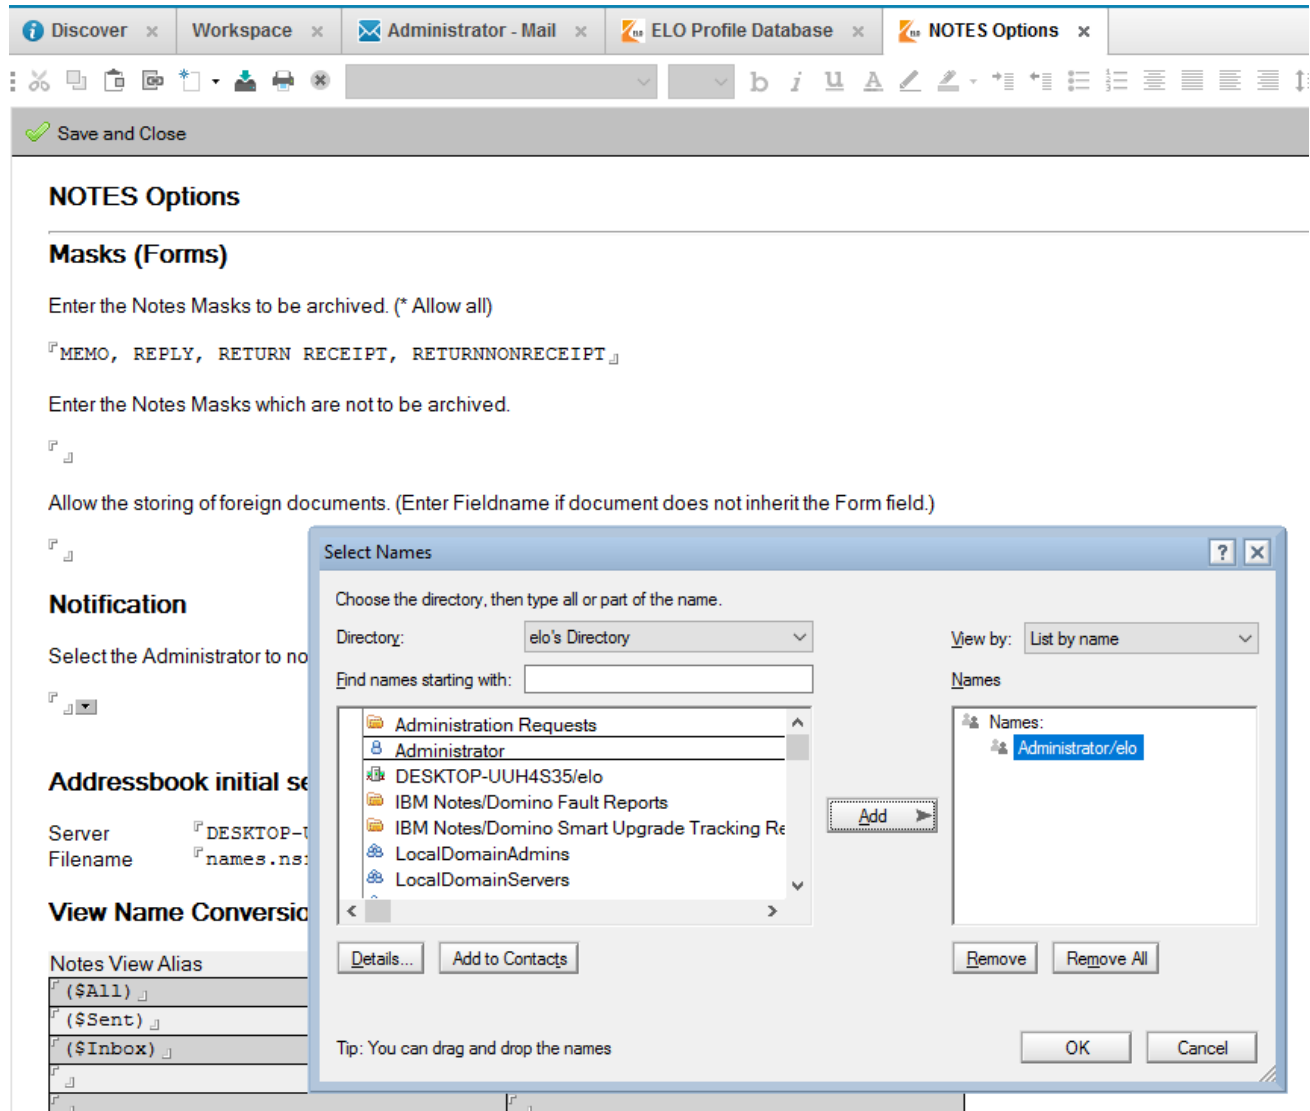 Discover
Workspace
Administrator - Mail
ELO Profile Database
NOTES Options
b i u A
Save and Close
NOTES Options
Masks (Forms)
Enter the Notes Masks to be archived. (* Allow all)
MEMO, REPLY, RETURN RECEIPT, RETURNNONRECEIPT
Enter the Notes Masks which are not to be archived.
Allow the storing of foreign documents. (Enter Fieldname if document does not inherit the Form field.)
Notification
Select the Administrator to no
Addressbook initial se
Server DESKTOP-U
Filename names.ns
View Name Conversio
Notes View Alias
($All)
($Sent)
($Inbox)
Select Names
?
Choose the directory, then type all or part of the name.
Directory: elo's Directory
View by: List by name
Find names starting with:
Names
Administration Requests
Administrator
DESKTOP-UUH4S35/elo
IBM Notes/Domino Fault Reports
IBM Notes/Domino Smart Upgrade Tracking Re
LocalDomainAdmins
LocalDomainServers
Add
Names:
Administrator/elo
Details...
Add to Contacts
Remove
Remove All
Tip: You can drag and drop the names
OK
Cancel